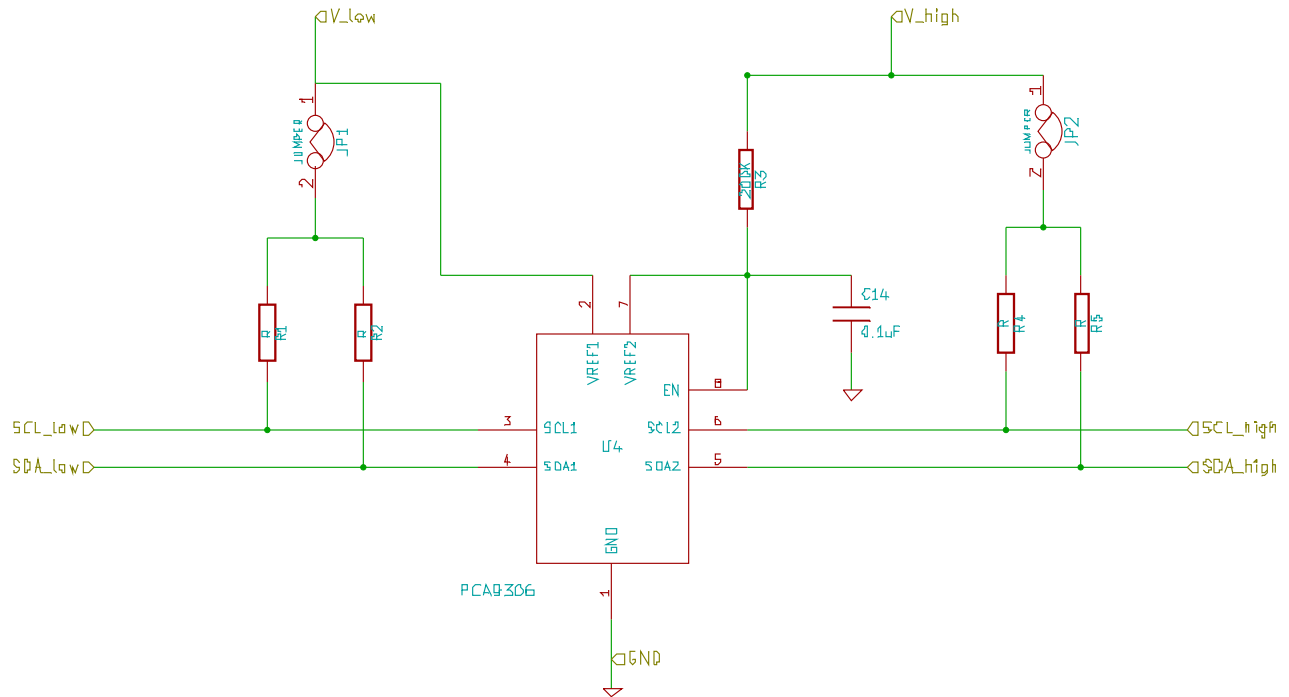 V_low
V_high
1
JUMPER
JP1
2
1
JUMPER
JP2
2
200K
R3
2
7
C14
0.1uF
R
R1
R
R2
R
R4
R
R5
VREF1
VREF2
EN
8
SCL_low
3
SCL1
SCL2
6
SCL_high
U4
SDA_low
4
SDA1
SDA2
5
SDA_high
GND
PCA9306
1
GND